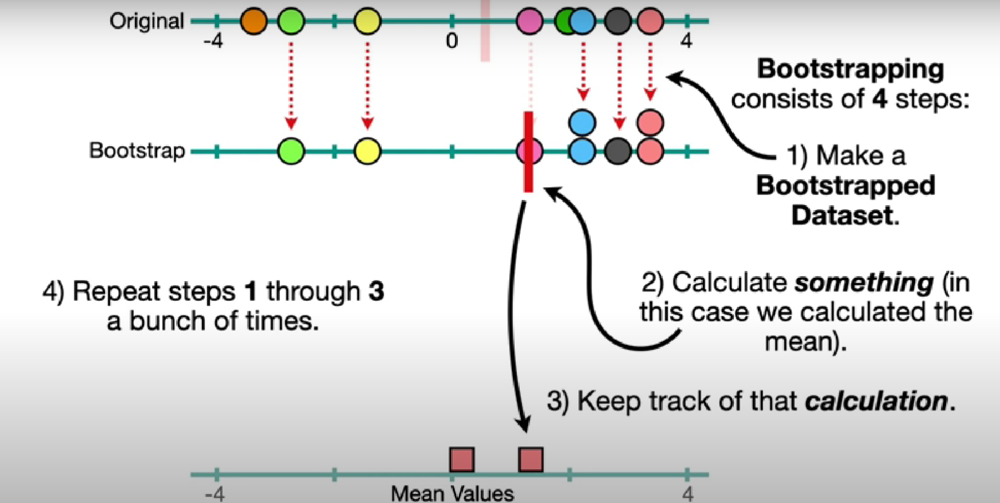 Original
-4
0
4
Bootstrapping
consists of 4 steps:
Bootstrap
1) Make a
Bootstrapped
Dataset.
2) Calculate something (in
this case we calculated the
mean).
3) Keep track of that calculation.
4) Repeat steps 1 through 3
a bunch of times.
-4
Mean Values
4